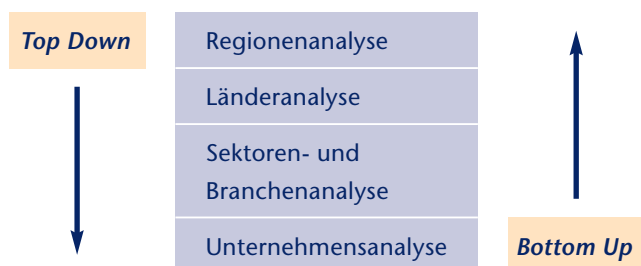 Top Down
Regionenanalyse
Länderanalyse
Sektoren- und
Branchenanalyse
Unternehmensanalyse
Bottom Up